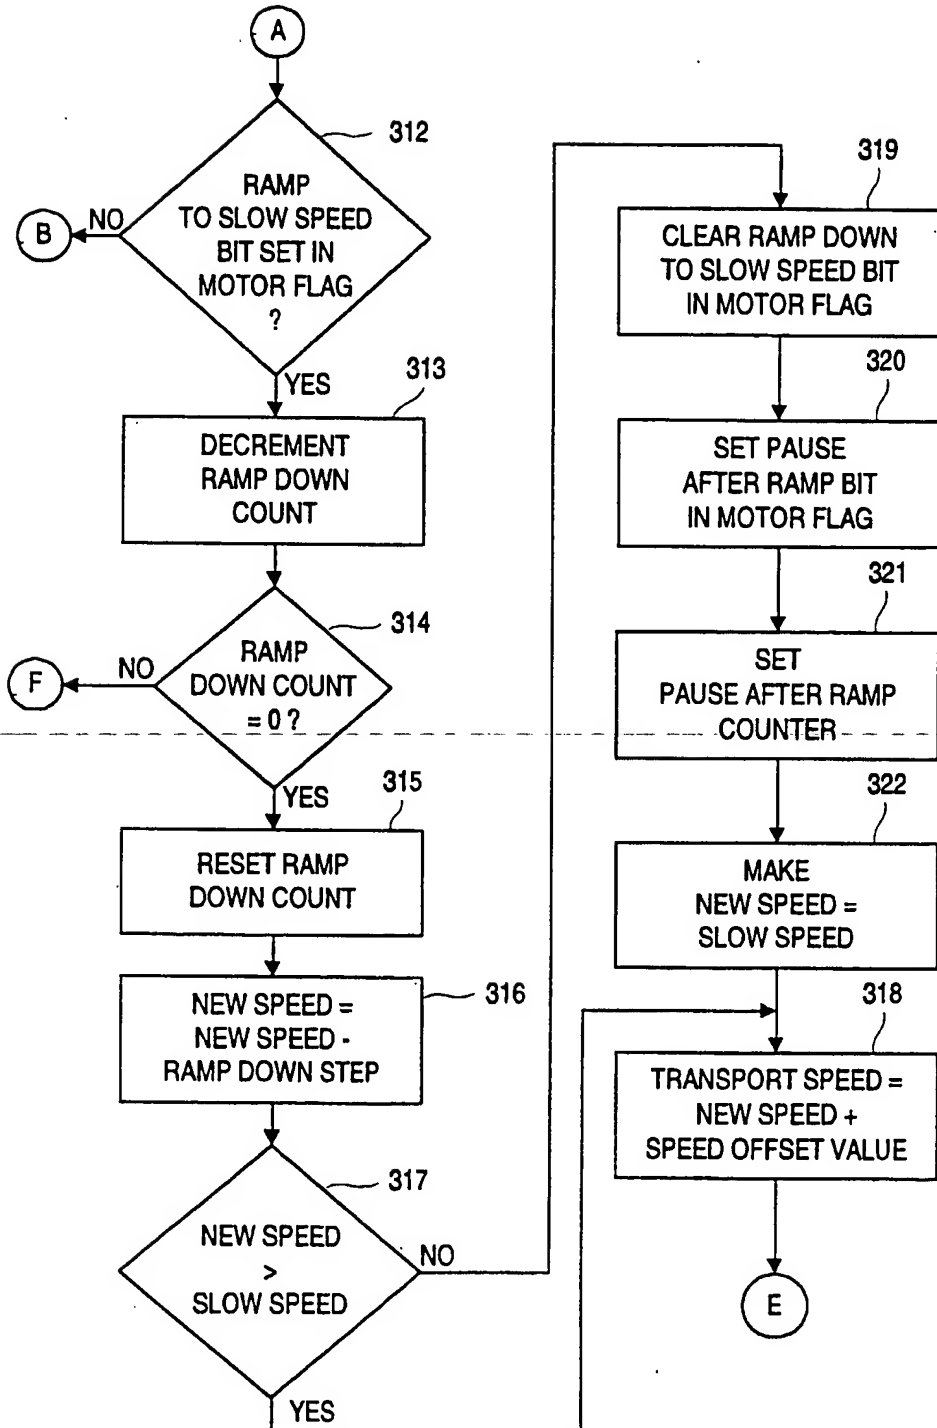 A
312
RAMP
TO SLOW SPEED
BIT SET IN
MOTOR FLAG
?
NO
B
YES
313
DECREMENT
RAMP DOWN
COUNT
314
RAMP
DOWN COUNT
= 0 ?
NO
F
YES
315
RESET RAMP
DOWN COUNT
316
NEW SPEED =
NEW SPEED -
RAMP DOWN STEP
317
NEW SPEED
>
SLOW SPEED
NO
YES
319
CLEAR RAMP DOWN
TO SLOW SPEED BIT
IN MOTOR FLAG
320
SET PAUSE
AFTER RAMP BIT
IN MOTOR FLAG
321
SET
PAUSE AFTER RAMP
COUNTER
322
MAKE
NEW SPEED =
SLOW SPEED
318
TRANSPORT SPEED =
NEW SPEED +
SPEED OFFSET VALUE
E